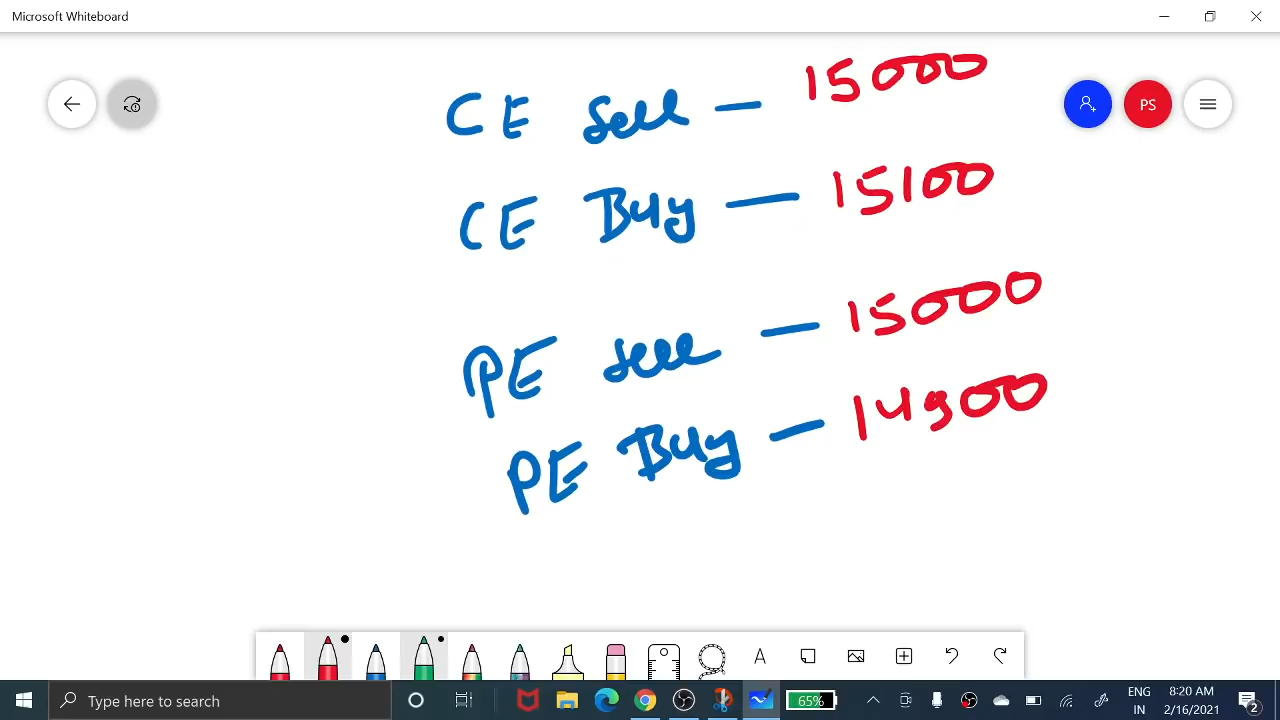 Microsoft Whiteboard
PS
CE Sell — 15000
CE Buy — 15100
PE Sell — 15000
PE Buy — 14900
A
Type here to search
65%
ENG
IN
8:20 AM
2/16/2021
2